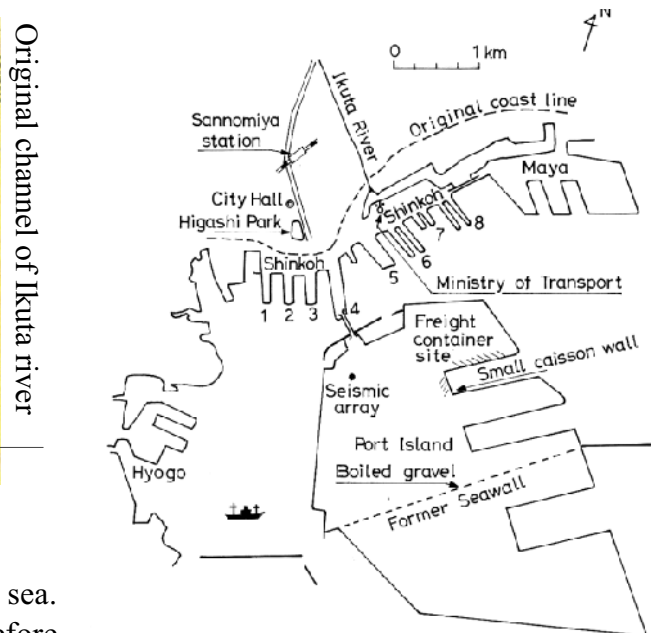 Original channel of Ikuta river
N
0 1 km
Ikuta River
Original coast line
Sannomiya
station
Maya
City Hall
Higashi Park
Shinkoh
8
7
6
5
Shinkoh
Ministry of Transport
1 2 3 4
Freight
container
site
Small caisson wall
Seismic
array
Port Island
Boiled gravel
Former Seawall
Hyogo
sea.